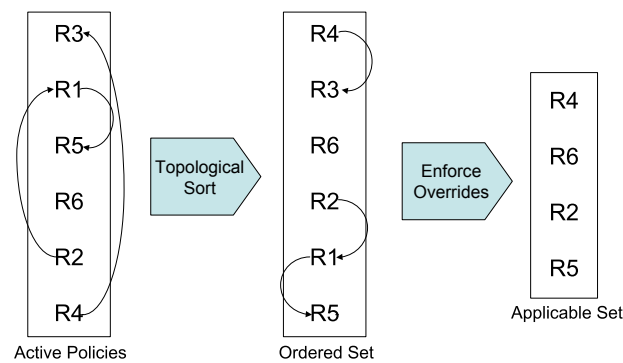 R3
R1
R5
R6
R2
R4
Active Policies
Topological
Sort
R4
R3
R6
R2
R1
R5
Ordered Set
Enforce
Overrides
R4
R6
R2
R5
Applicable Set